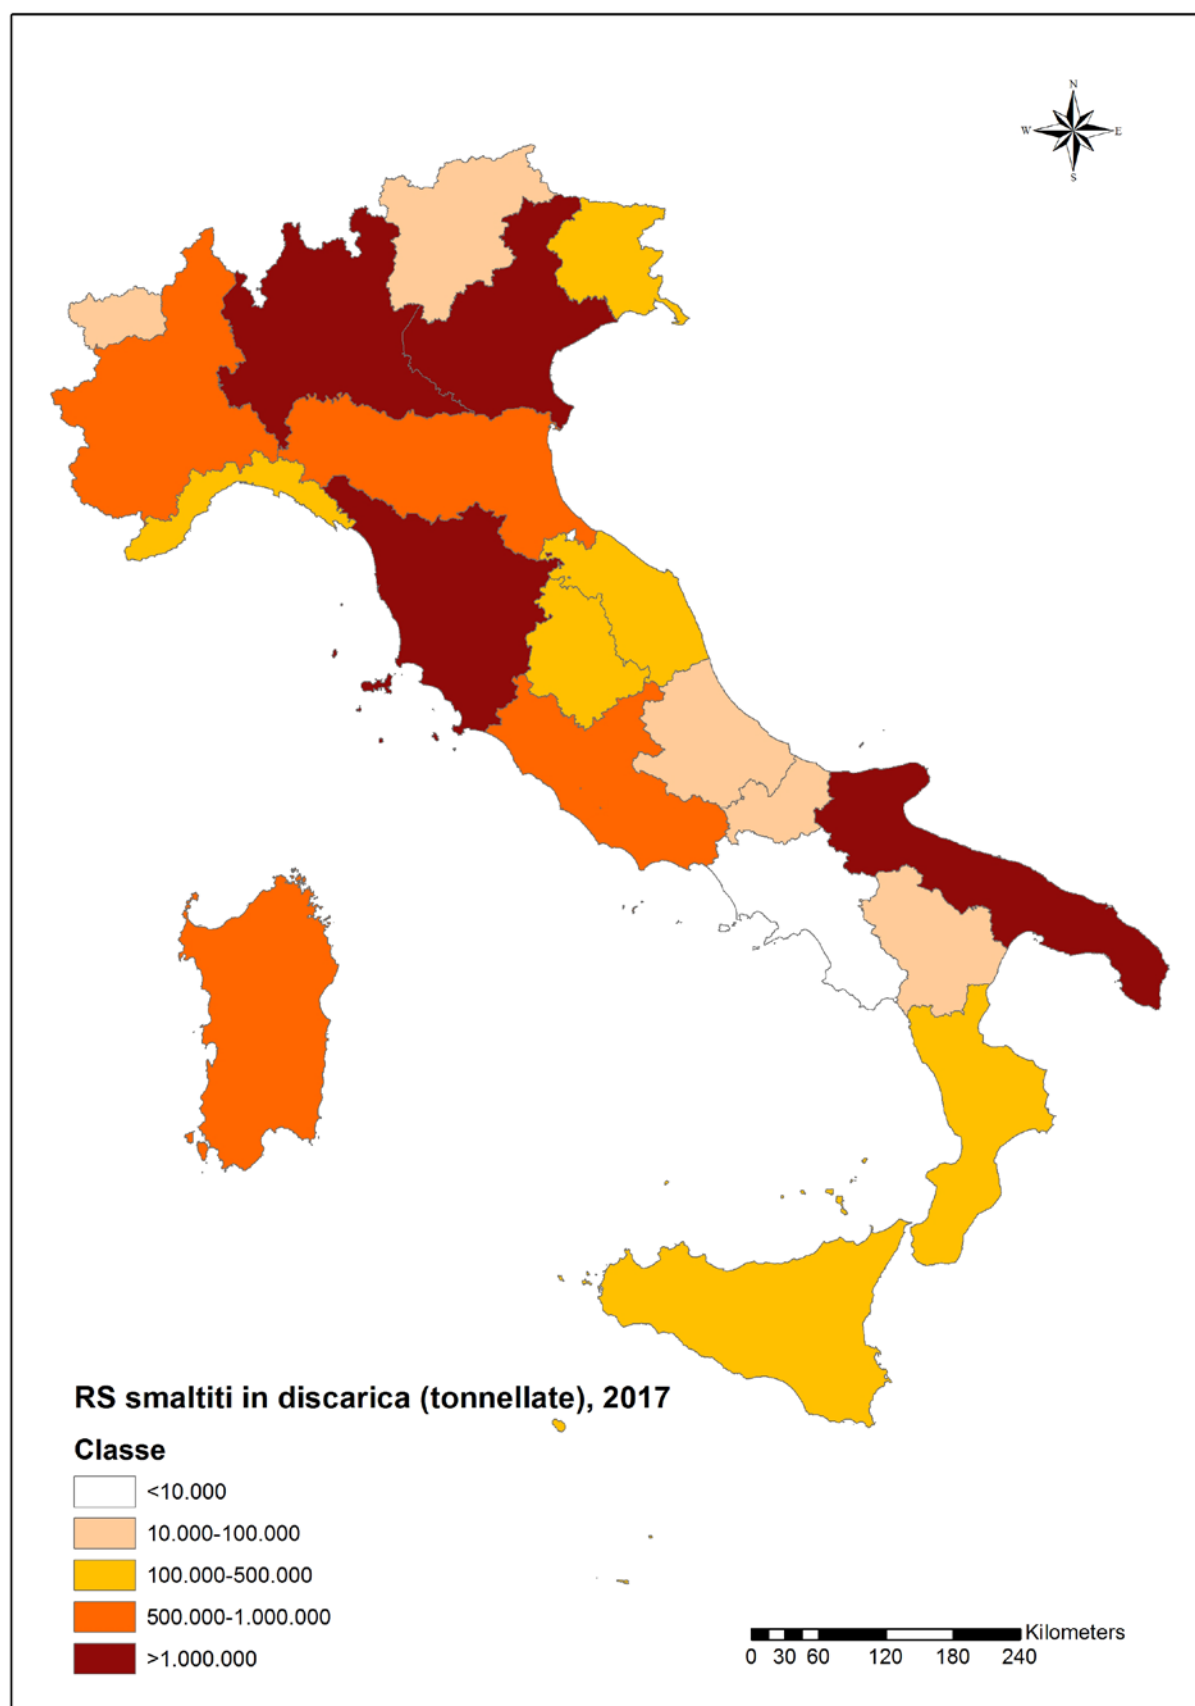 N
W E
S
RS smaltiti in discarica (tonnellate), 2017
Classe
<10.000
10.000-100.000
100.000-500.000
500.000-1.000.000
>1.000.000
Kilometers
0 30 60 120 180 240